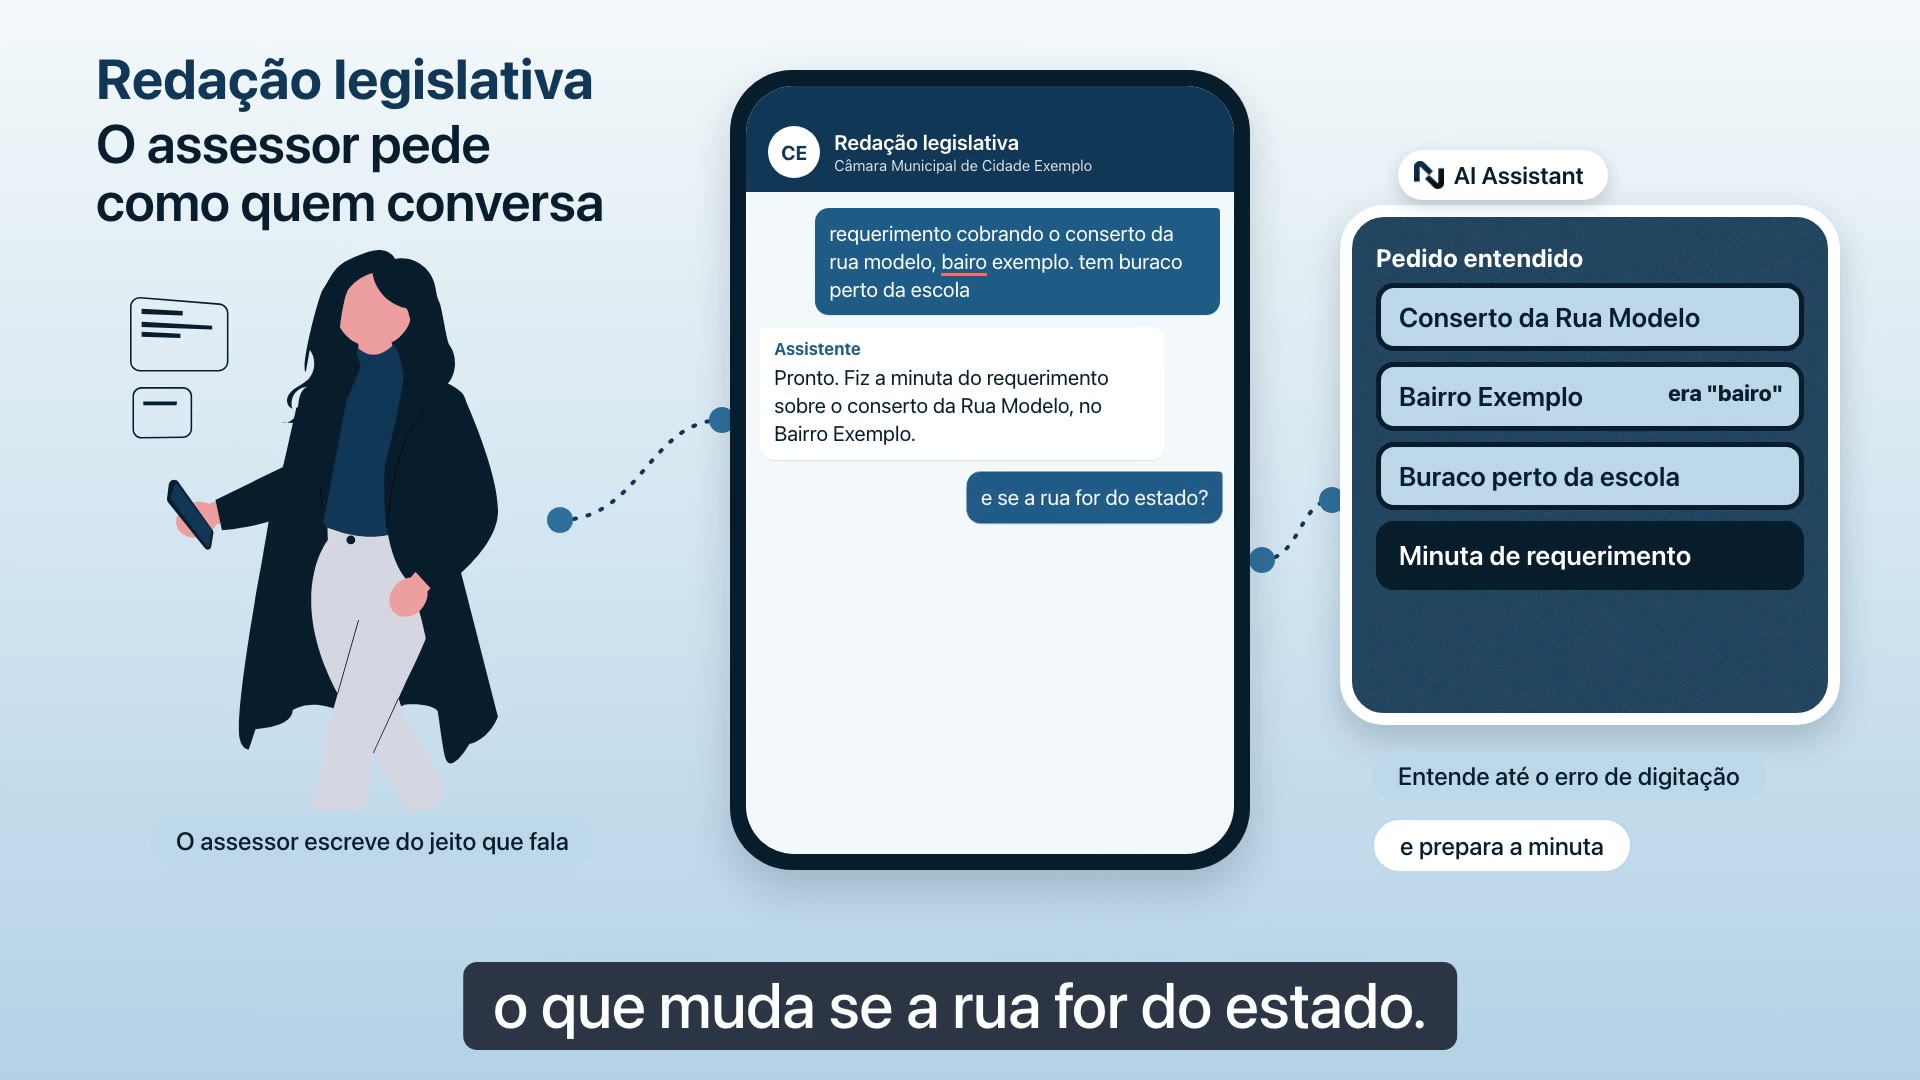 Redação legislativa
O assessor pede
como quem conversa
O assessor escreve do jeito que fala
CE
Redação legislativa
Câmara Municipal de Cidade Exemplo
requerimento cobrando o conserto da
rua modelo, bairo exemplo. tem buraco
perto da escola
Assistente
Pronto. Fiz a minuta do requerimento
sobre o conserto da Rua Modelo, no
Bairro Exemplo.
e se a rua for do estado?
AI Assistant
Pedido entendido
Conserto da Rua Modelo
Bairro Exemplo era "bairo"
Buraco perto da escola
Minuta de requerimento
Entende até o erro de digitação
e prepara a minuta
o que muda se a rua for do estado.